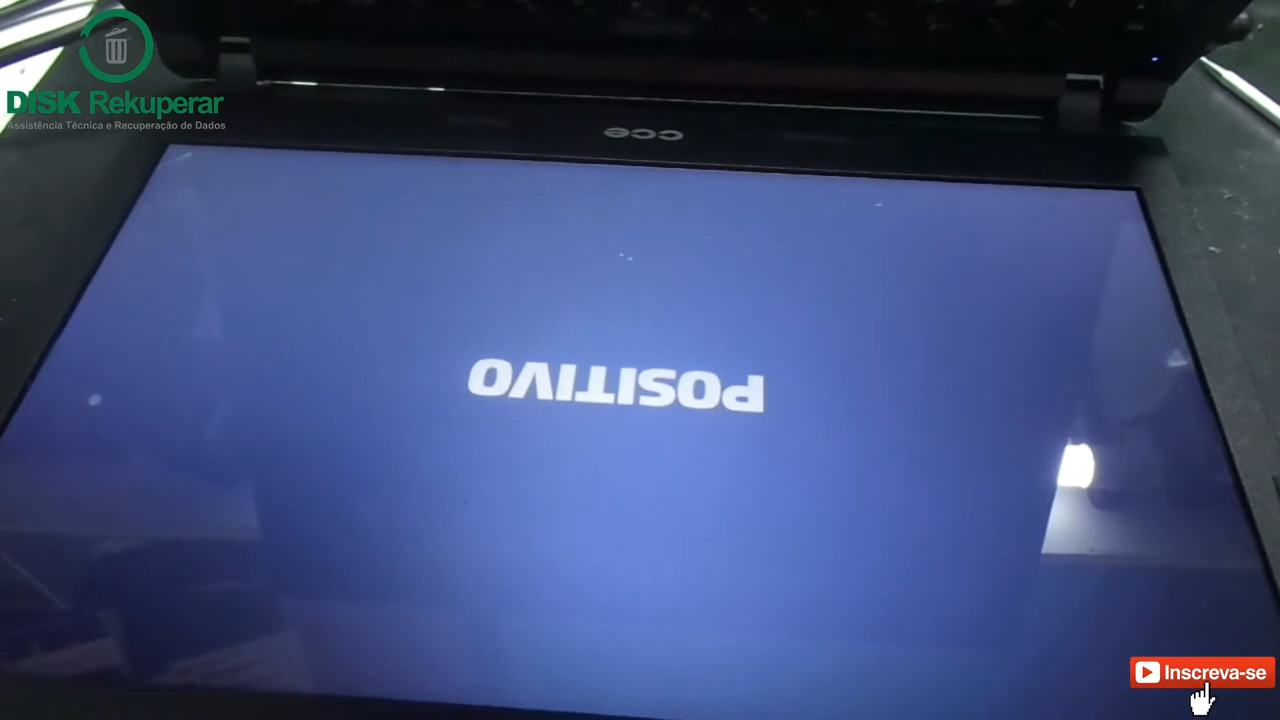 DISK Rekuperar
Assistência Técnica e Recuperação de Dados
cce
POSITIVO
Inscreva-se